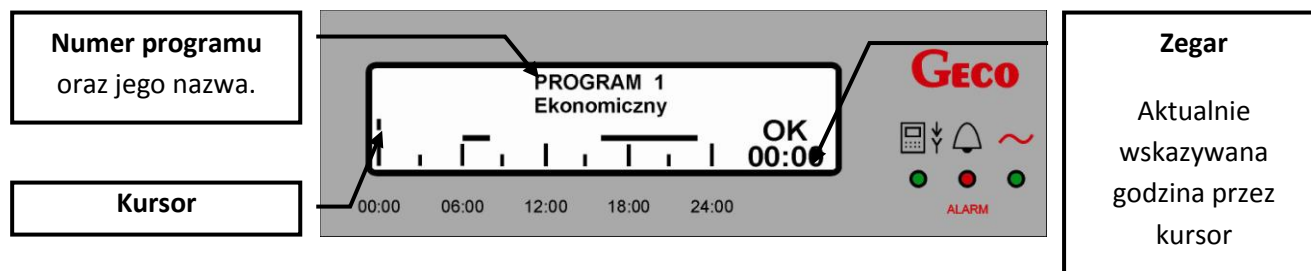 Numer programu
oraz jego nazwa.
Kursor
PROGRAM 1
Ekonomiczny
OK
00:00
00:00 06:00 12:00 18:00 24:00
GECO
ALARM
Zegar
Aktualnie
wskazywana
godzina przez
kursor